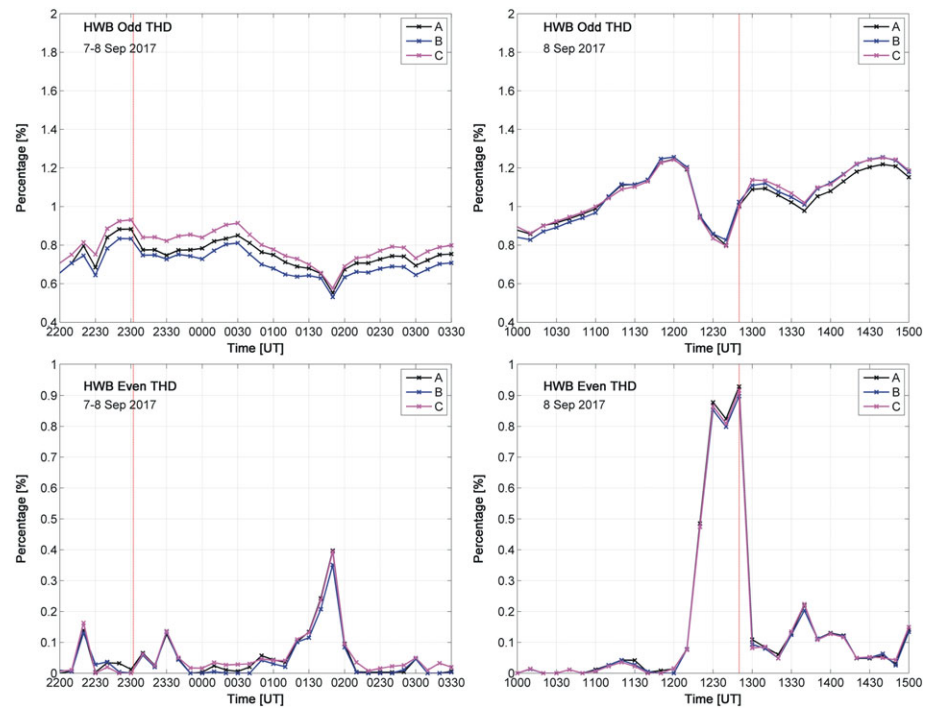 HWB Odd THD
7-8 Sep 2017
A
B
C
Percentage [%]
2
1.8
1.6
1.4
1.2
1
0.8
0.6
0.4
2200 2230 2300 2330 0000 0030 0100 0130 0200 0230 0300 0330
Time [UT]
HWB Odd THD
8 Sep 2017
A
B
C
Percentage [%]
2
1.8
1.6
1.4
1.2
1
0.8
0.6
0.4
1000 1030 1100 1130 1200 1230 1300 1330 1400 1430 1500
Time [UT]
HWB Even THD
7-8 Sep 2017
A
B
C
Percentage [%]
1
0.9
0.8
0.7
0.6
0.5
0.4
0.3
0.2
0.1
0
2200 2230 2300 2330 0000 0030 0100 0130 0200 0230 0300 0330
Time [UT]
HWB Even THD
8 Sep 2017
A
B
C
Percentage [%]
1
0.9
0.8
0.7
0.6
0.5
0.4
0.3
0.2
0.1
0
1000 1030 1100 1130 1200 1230 1300 1330 1400 1430 1500
Time [UT]